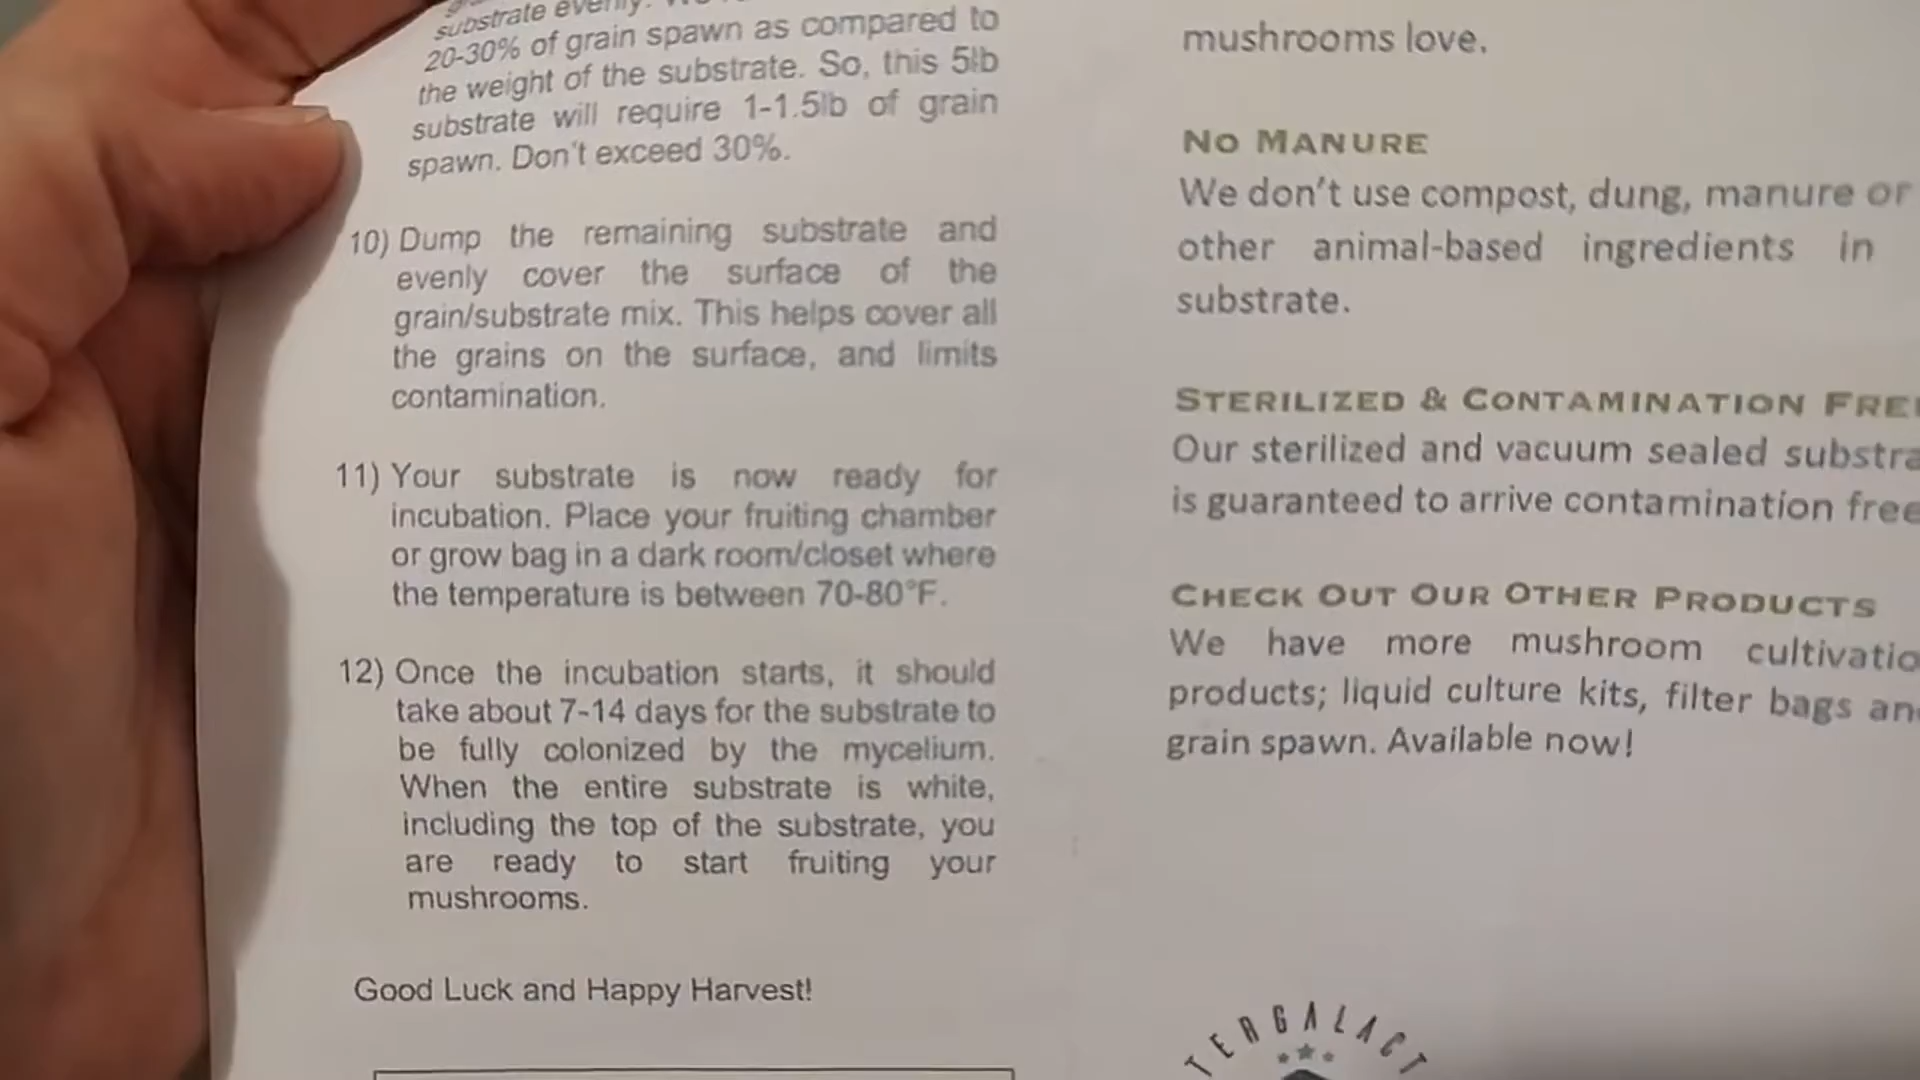 substrate evenly.
20-30% of grain spawn as compared to
the weight of the substrate. So, this 5lb
substrate will require 1-1.5lb of grain
spawn. Don't exceed 30%.
10) Dump the remaining substrate and
evenly cover the surface of the
grain/substrate mix. This helps cover all
the grains on the surface, and limits
contamination.
11) Your substrate is now ready for
incubation. Place your fruiting chamber
or grow bag in a dark room/closet where
the temperature is between 70-80°F.
12) Once the incubation starts, it should
take about 7-14 days for the substrate to
be fully colonized by the mycelium.
When the entire substrate is white,
including the top of the substrate, you
are ready to start fruiting your
mushrooms.
Good Luck and Happy Harvest!
mushrooms love.
NO MANURE
We don't use compost, dung, manure or
other animal-based ingredients in
substrate.
STERILIZED & CONTAMINATION FRE
Our sterilized and vacuum sealed substra
is guaranteed to arrive contamination free
CHECK OUT OUR OTHER PRODUCTS
We have more mushroom cultivatio
products; liquid culture kits, filter bags an
grain spawn. Available now!
TERGALACT